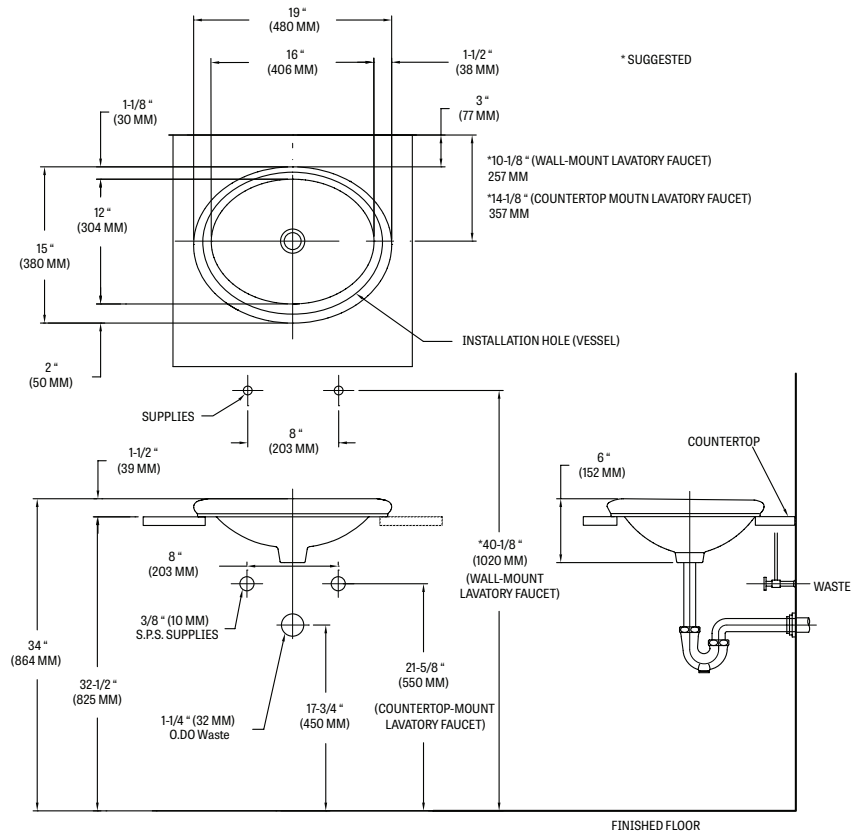 19 “
(480 MM)
16 “
(406 MM)
1-1/2 “
(38 MM)
* SUGGESTED
1-1/8 “
(30 MM)
3 “
(77 MM)
*10-1/8 “ (WALL-MOUNT LAVATORY FAUCET)
257 MM
*14-1/8 “ (COUNTERTOP MOUTN LAVATORY FAUCET)
357 MM
12 “
(304 MM)
15 “
(380 MM)
INSTALLATION HOLE (VESSEL)
2 “
(50 MM)
SUPPLIES
8 “
(203 MM)
1-1/2 “
(39 MM)
COUNTERTOP
6 “
(152 MM)
8 “
(203 MM)
*40-1/8 “
(1020 MM)
(WALL-MOUNT
LAVATORY FAUCET)
WASTE
3/8 “ (10 MM)
S.P.S. SUPPLIES
34 “
(864 MM)
32-1/2 “
(825 MM)
21-5/8 “
(550 MM)
(COUNTERTOP-MOUNT
LAVATORY FAUCET)
17-3/4 “
(450 MM)
1-1/4 “ (32 MM)
O.DO Waste
FINISHED FLOOR